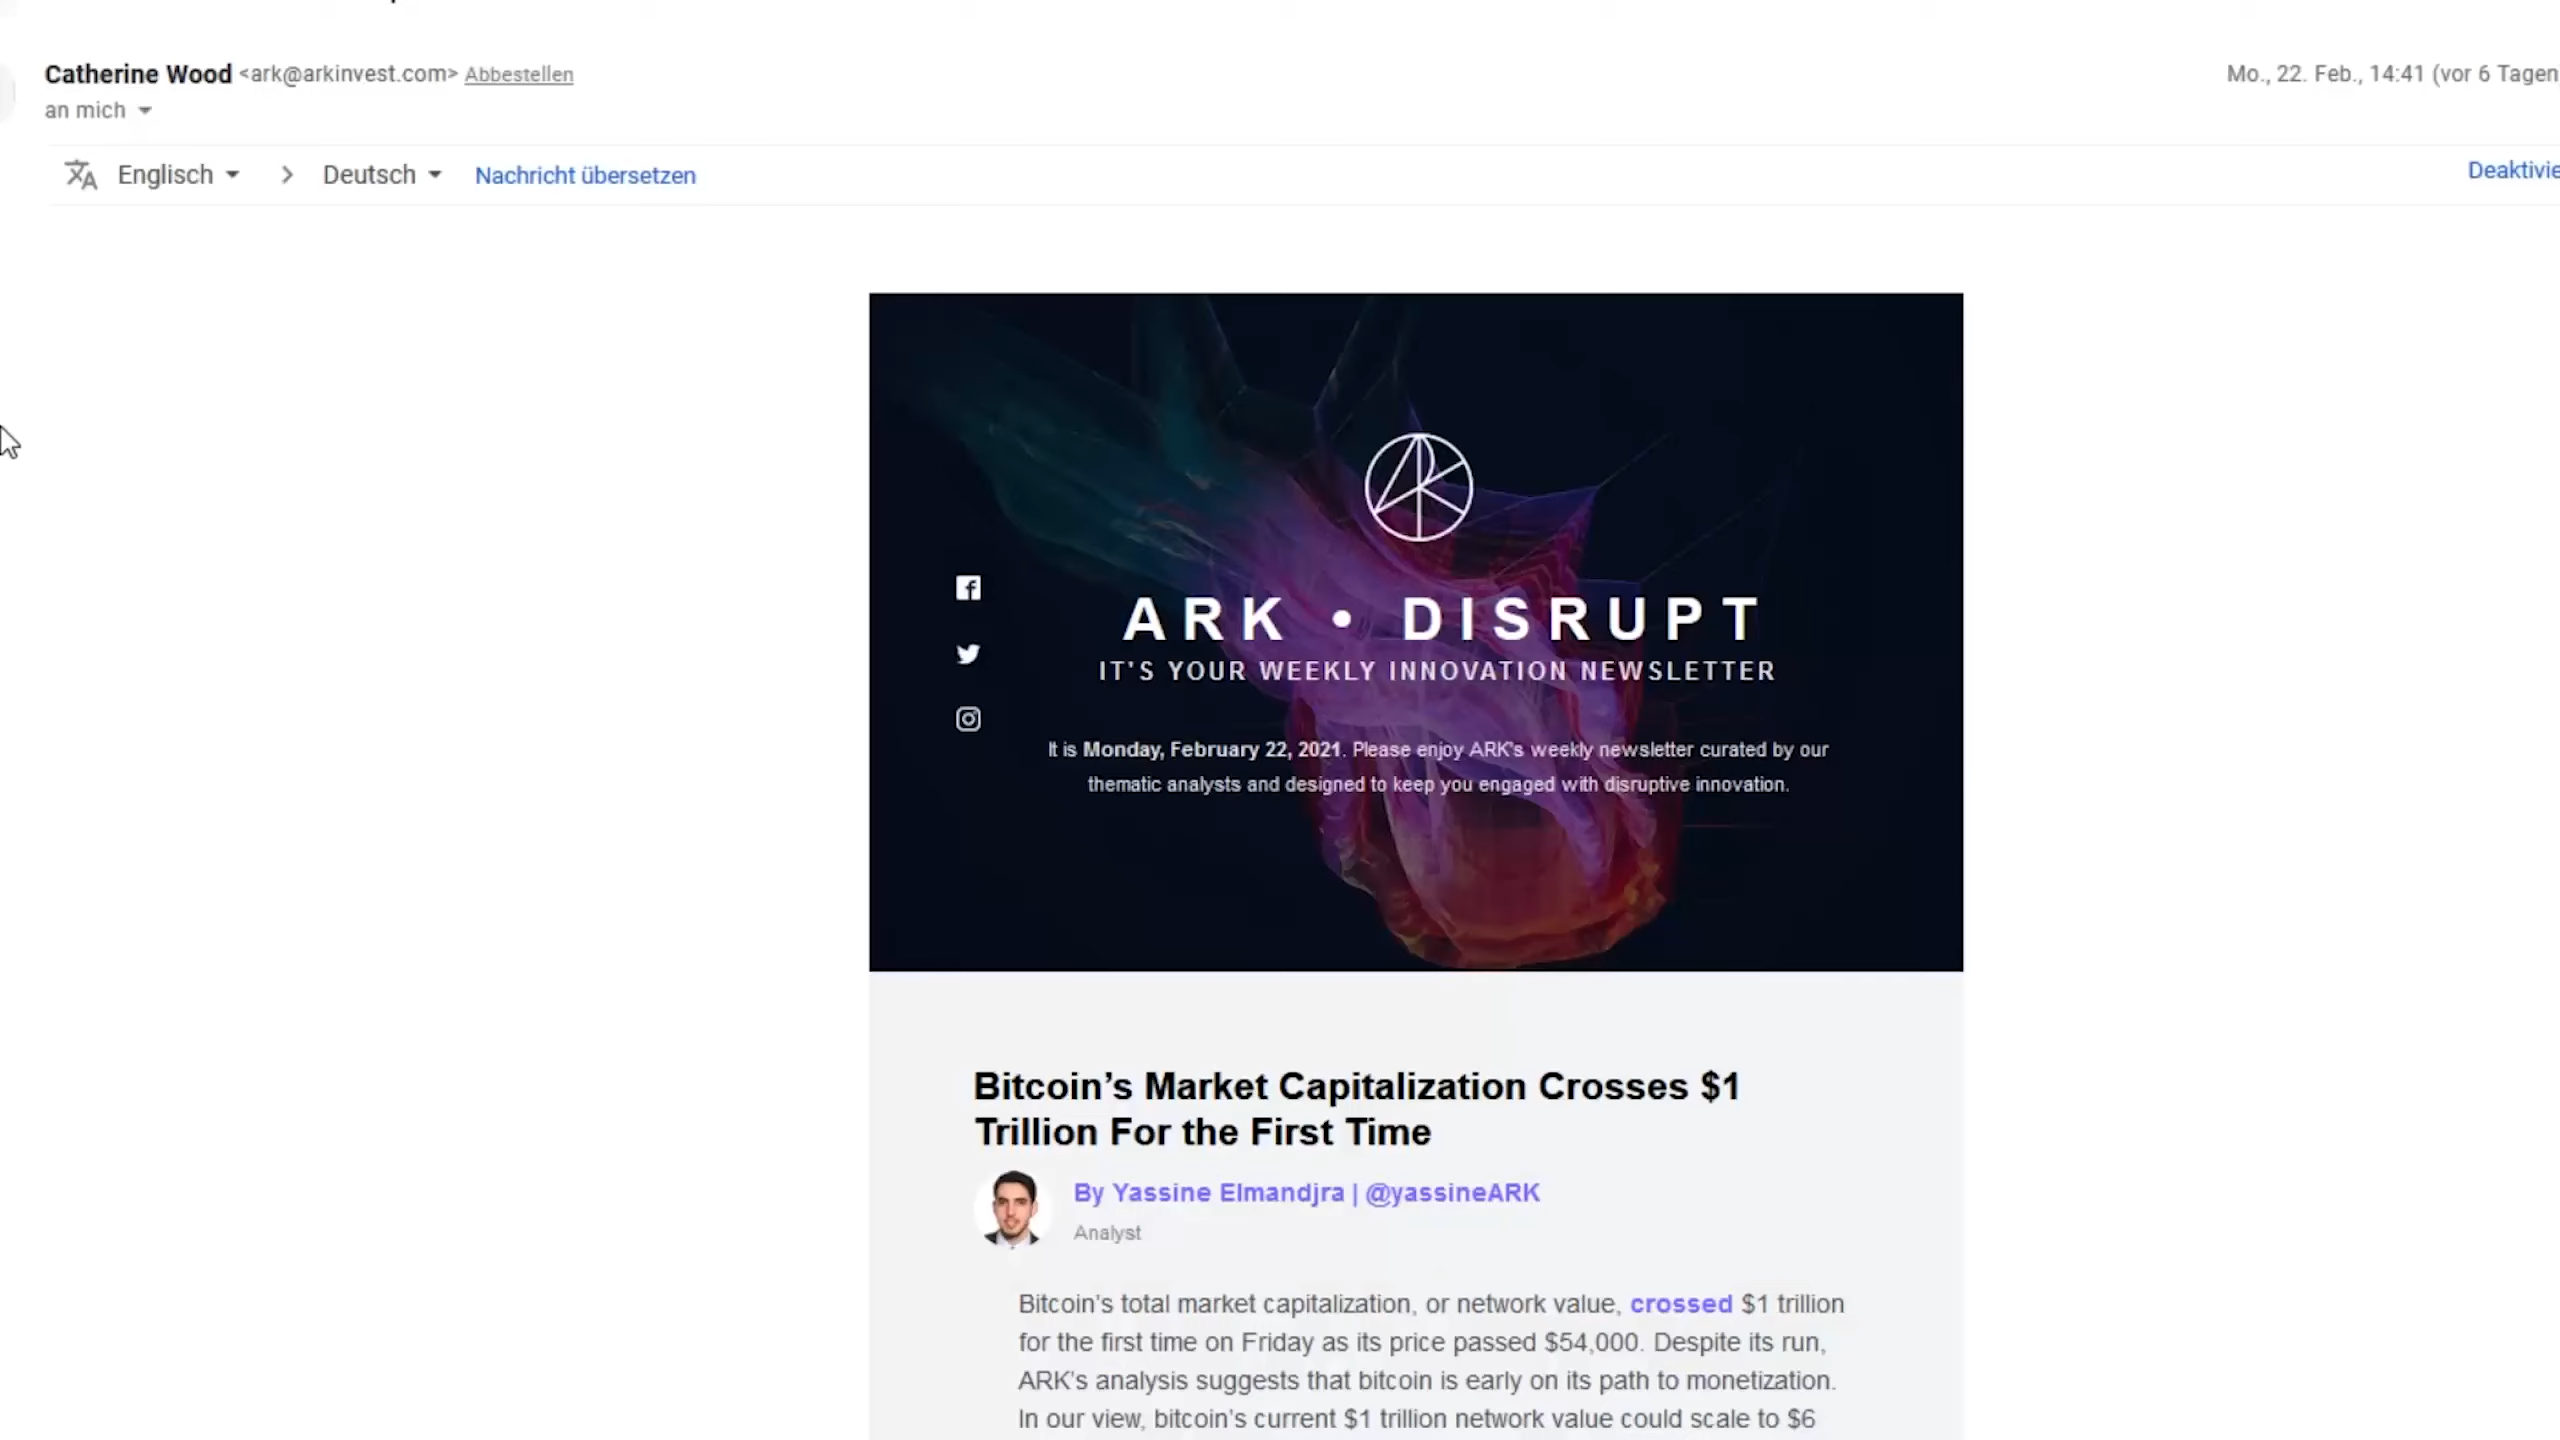 Catherine Wood <ark@arkinvest.com> Abbestellen
Mo., 22. Feb., 14:41 (vor 6 Tagen
an mich
Englisch > Deutsch Nachricht übersetzen
Deaktivie
ARK • DISRUPT
IT'S YOUR WEEKLY INNOVATION NEWSLETTER
It is Monday, February 22, 2021. Please enjoy ARK's weekly newsletter curated by our
thematic analysts and designed to keep you engaged with disruptive innovation.
Bitcoin’s Market Capitalization Crosses $1
Trillion For the First Time
By Yassine Elmandjra | @yassineARK
Analyst
Bitcoin’s total market capitalization, or network value, crossed $1 trillion
for the first time on Friday as its price passed $54,000. Despite its run,
ARK’s analysis suggests that bitcoin is early on its path to monetization.
In our view, bitcoin’s current $1 trillion network value could scale to $6